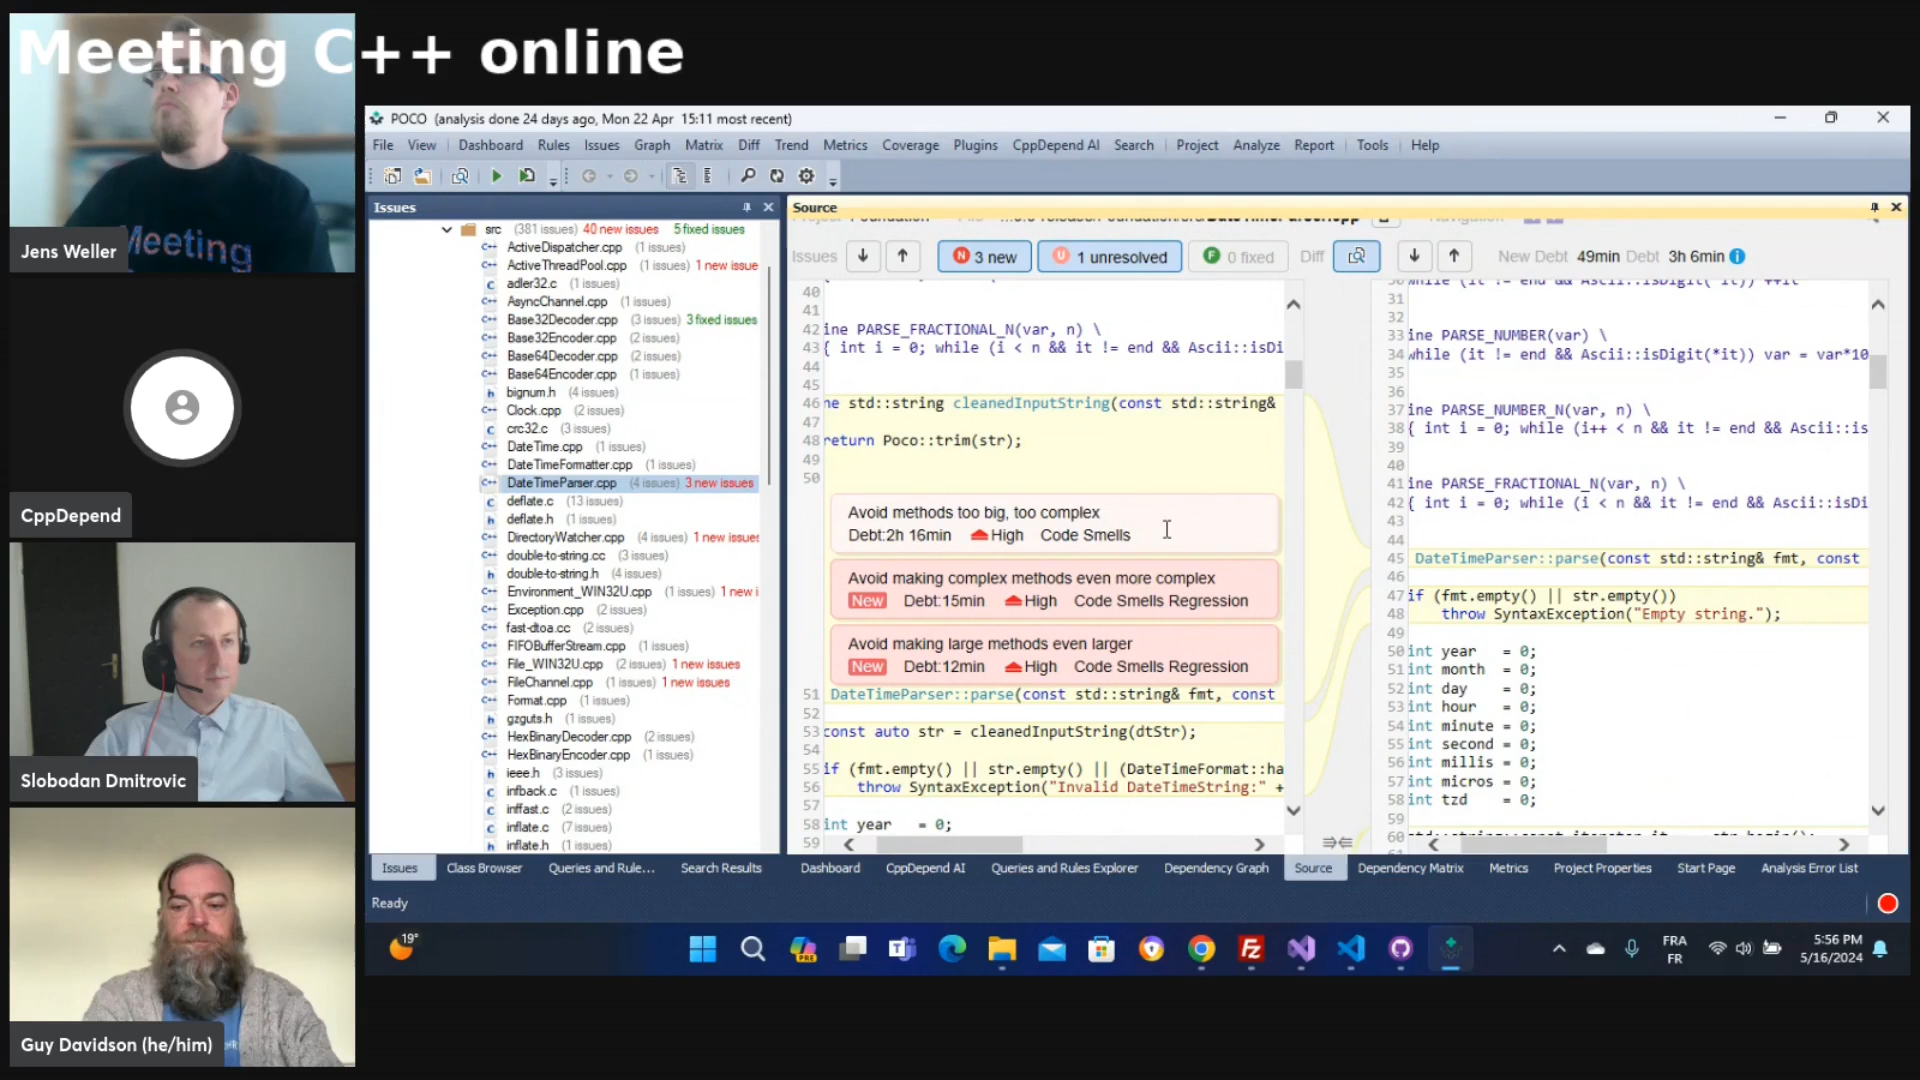 Meeting C++ online
Jens Weller
Meeting
CppDepend
Slobodan Dmitrovic
Guy Davidson (he/him)
POCO (analysis done 24 days ago, Mon 22 Apr 15:11 most recent)
File View Dashboard Rules Issues Graph Matrix Diff Trend Metrics Coverage Plugins CppDepend AI Search Project Analyze Report Tools Help
Issues
src (381 issues) 40 new issues 5 fixed issues
ActiveDispatcher.cpp (1 issues)
ActiveThreadPool.cpp (1 issues) 1 new issue
adler32.c (1 issues)
AsyncChannel.cpp (1 issues)
Base32Decoder.cpp (3 issues) 3 fixed issues
Base32Encoder.cpp (2 issues)
Base64Decoder.cpp (2 issues)
Base64Encoder.cpp (1 issues)
bignum.h (4 issues)
Clock.cpp (2 issues)
crc32.c (3 issues)
DateTime.cpp (1 issues)
DateTimeFormatter.cpp (1 issues)
DateTimeParser.cpp (4 issues) 3 new issues
deflate.c (13 issues)
deflate.h (1 issues)
DirectoryWatcher.cpp (4 issues) 1 new issues
double-to-string.cc (3 issues)
double-to-string.h (4 issues)
Environment_WIN32U.cpp (1 issues) 1 new i
Exception.cpp (2 issues)
fast-dtoa.cc (2 issues)
FIFOBufferStream.cpp (1 issues)
File_WIN32U.cpp (2 issues) 1 new issues
FileChannel.cpp (1 issues) 1 new issues
Format.cpp (1 issues)
gzguts.h (1 issues)
HexBinaryDecoder.cpp (2 issues)
HexBinaryEncoder.cpp (1 issues)
ieee.h (3 issues)
infback.c (1 issues)
inffast.c (2 issues)
inflate.c (7 issues)
inflate.h (1 issues)
Source
Issues 3 new 1 unresolved 0 fixed Diff New Debt 49min Debt 3h 6min
40
41
42 ine PARSE_FRACTIONAL_N(var, n) \
43 { int i = 0; while (i < n && it != end && Ascii::isDi
44
45
46 ne std::string cleanedInputString(const std::string&
47
48 return Poco::trim(str);
49
50
Avoid methods too big, too complex
Debt:2h 16min High Code Smells
Avoid making complex methods even more complex
New Debt:15min High Code Smells Regression
Avoid making large methods even larger
New Debt:12min High Code Smells Regression
51 DateTimeParser::parse(const std::string& fmt, const
52
53 const auto str = cleanedInputString(dtStr);
54
55 if (fmt.empty() || str.empty() || (DateTimeFormat::ha
56 throw SyntaxException("Invalid DateTimeString:" +
57
58 int year = 0;
59
31
32
33 ine PARSE_NUMBER(var) \
34 while (it != end && Ascii::isDigit(*it)) var = var*10
35
36
37 ine PARSE_NUMBER_N(var, n) \
38 { int i = 0; while (i++ < n && it != end && Ascii::is
39
40
41 ine PARSE_FRACTIONAL_N(var, n) \
42 { int i = 0; while (i < n && it != end && Ascii::isDi
43
44
45 DateTimeParser::parse(const std::string& fmt, const
46
47 if (fmt.empty() || str.empty())
48 throw SyntaxException("Empty string.");
49
50 int year = 0;
51 int month = 0;
52 int day = 0;
53 int hour = 0;
54 int minute = 0;
55 int second = 0;
56 int millis = 0;
57 int micros = 0;
58 int tzd = 0;
59
60
Issues Class Browser Queries and Rule... Search Results
Dashboard CppDepend AI Queries and Rules Explorer Dependency Graph Source Dependency Matrix Metrics Project Properties Start Page Analysis Error List
Ready
19°
PRE
FRA
FR
5:56 PM
5/16/2024